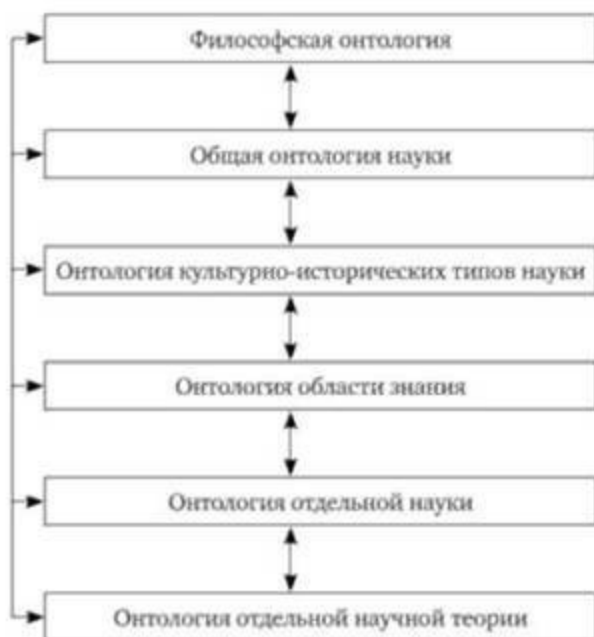 Философская онтология
Общая онтология науки
Онтология культурно-исторических типов науки
Онтология области знания
Онтология отдельной науки
Онтология отдельной научной теории